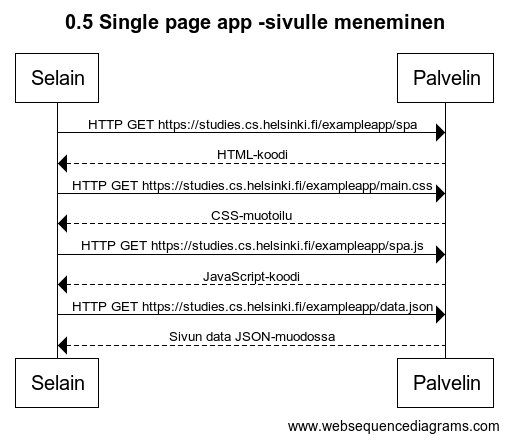 0.5 Single page app -sivulle meneminen
Selain
Palvelin
HTTP GET https://studies.cs.helsinki.fi/exampleapp/spa
HTML-koodi
HTTP GET https://studies.cs.helsinki.fi/exampleapp/main.css
CSS-muotoilu
HTTP GET https://studies.cs.helsinki.fi/exampleapp/spa.js
JavaScript-koodi
HTTP GET https://studies.cs.helsinki.fi/exampleapp/data.json
Sivun data JSON-muodossa
Selain
Palvelin
www.websequencediagrams.com